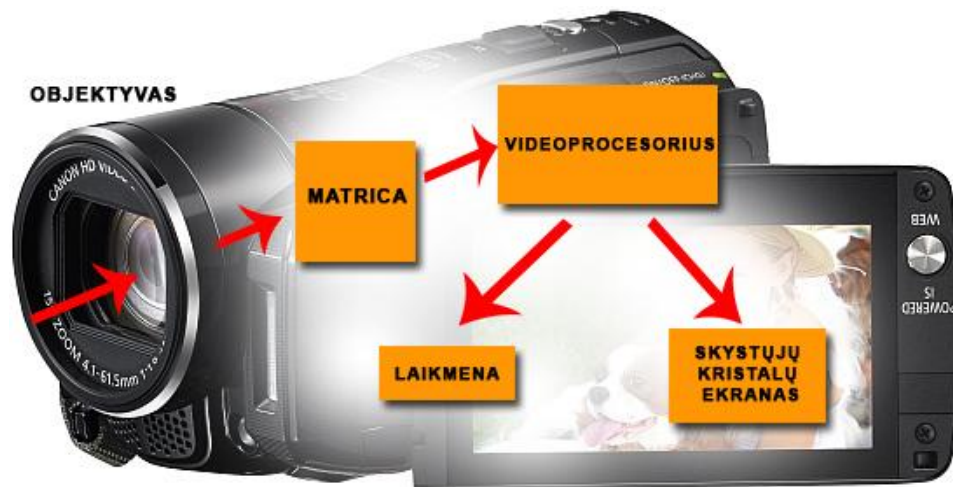 OBJEKTYVAS
MATRICA
VIDEOPROCESORIUS
LAIKMENA
SKYSTŲJŲ
KRISTALŲ
EKRANAS
CANON HD VIDEO
ZOOM 4.1-61.5mm
WEB
POWERED
IS